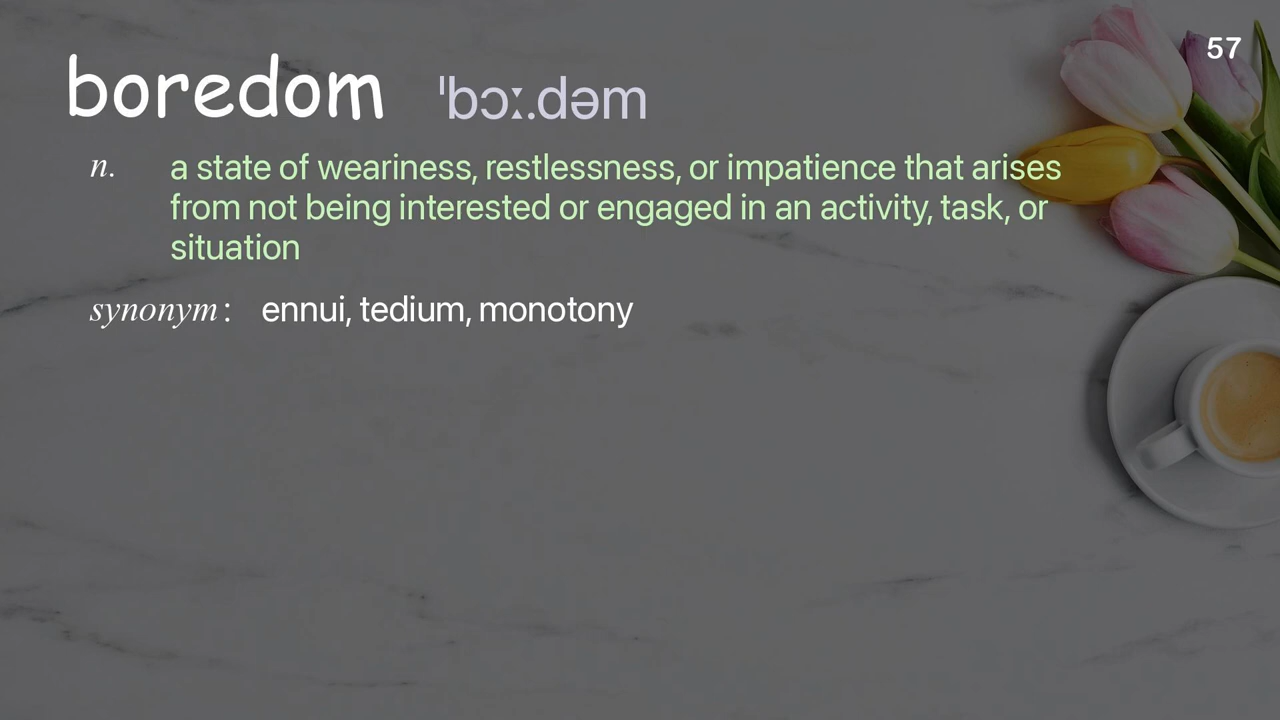 57
boredom ˈbɔː.dəm
n. a state of weariness, restlessness, or impatience that arises
from not being interested or engaged in an activity, task, or
situation
synonym: ennui, tedium, monotony